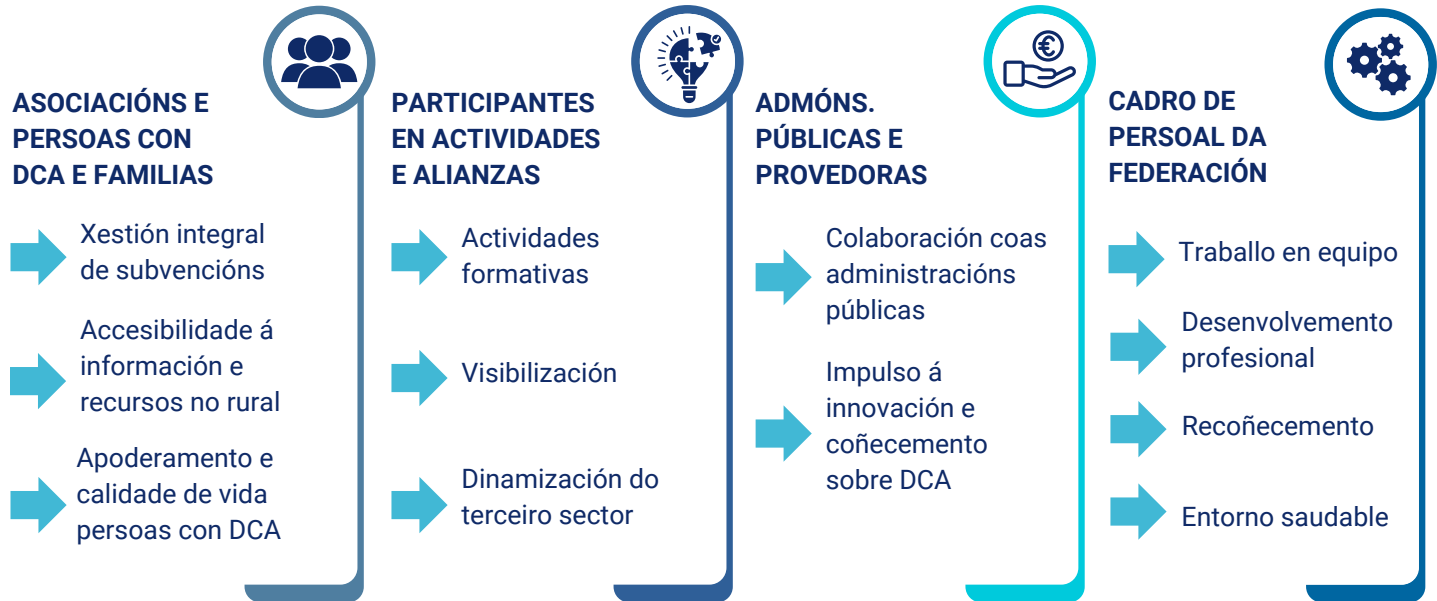 ASOCIACIÓNS E
PERSOAS CON
DCA E FAMILIAS
Xestión integral
de subvencións
Accesibilidade á
información e
recursos no rural
Apoderamento e
calidade de vida
persoas con DCA
PARTICIPANTES
EN ACTIVIDADES
E ALIANZAS
Actividades
formativas
Visibilización
Dinamización do
terceiro sector
ADMÓNS.
PÚBLICAS E
PROVEDORAS
Colaboración coas
administracións
públicas
Impulso á
innovación e
coñecemento
sobre DCA
CADRO DE
PERSOAL DA
FEDERACIÓN
Traballo en equipo
Desenvolvemento
profesional
Recoñecemento
Entorno saudable